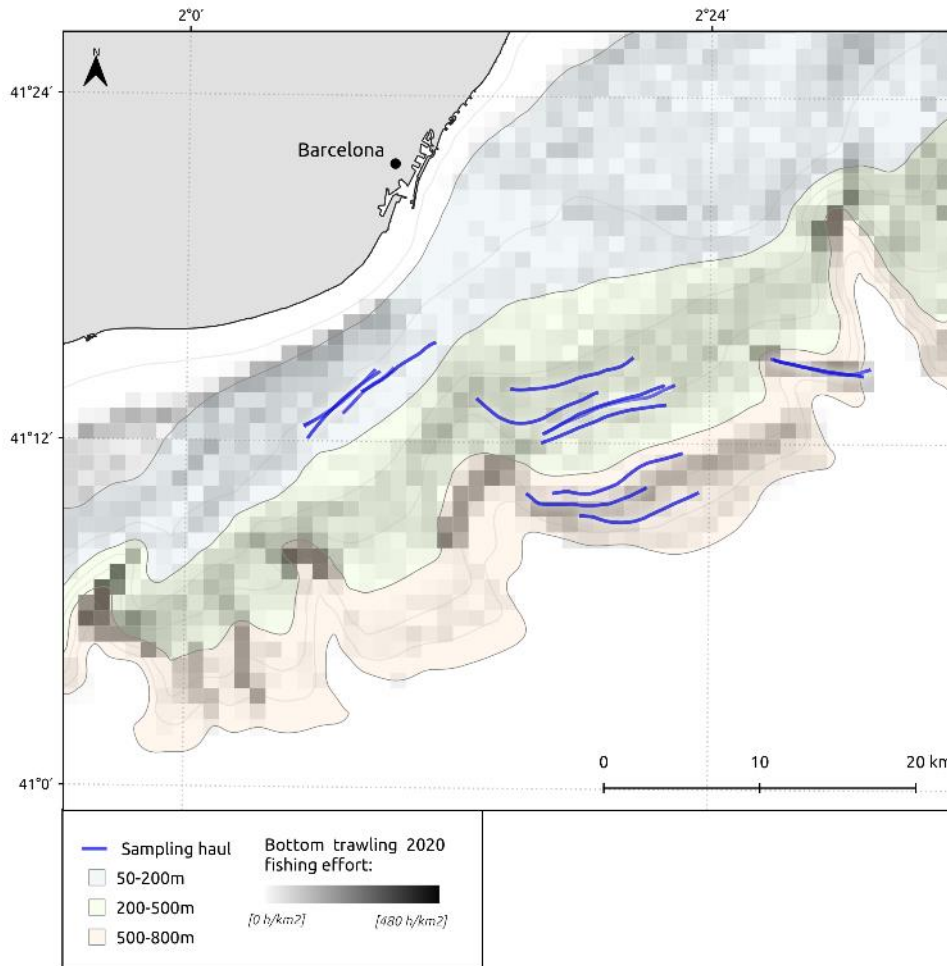 2°0′ 2°24′
N
41°24′
Barcelona
41°12′
0 10 20 km
41°0′
Sampling haul
50-200m
200-500m
500-800m
Bottom trawling 2020
fishing effort:
[0 h/km2] [480 h/km2]